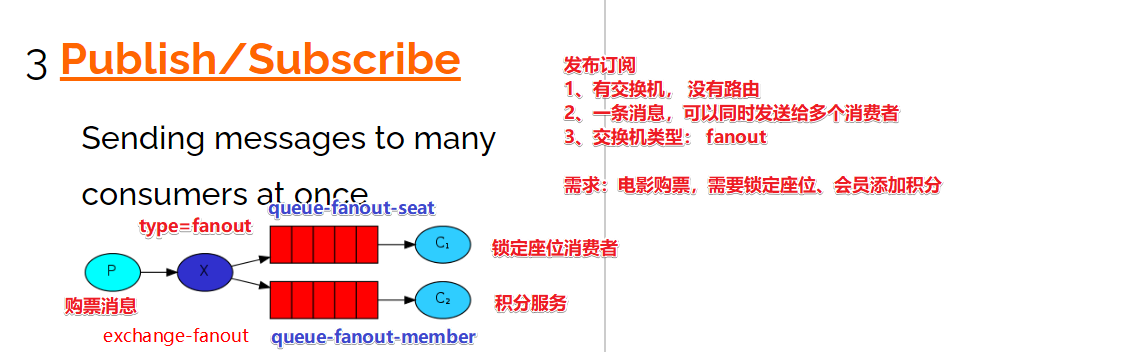 3 Publish/Subscribe
Sending messages to many
consumers at once
发布订阅
1、有交换机， 没有路由
2、一条消息，可以同时发送给多个消费者
3、交换机类型： fanout
需求：电影购票，需要锁定座位、会员添加积分
queue-fanout-seat
type=fanout
P
X
C₁
锁定座位消费者
C₂
积分服务
购票消息
exchange-fanout
queue-fanout-member